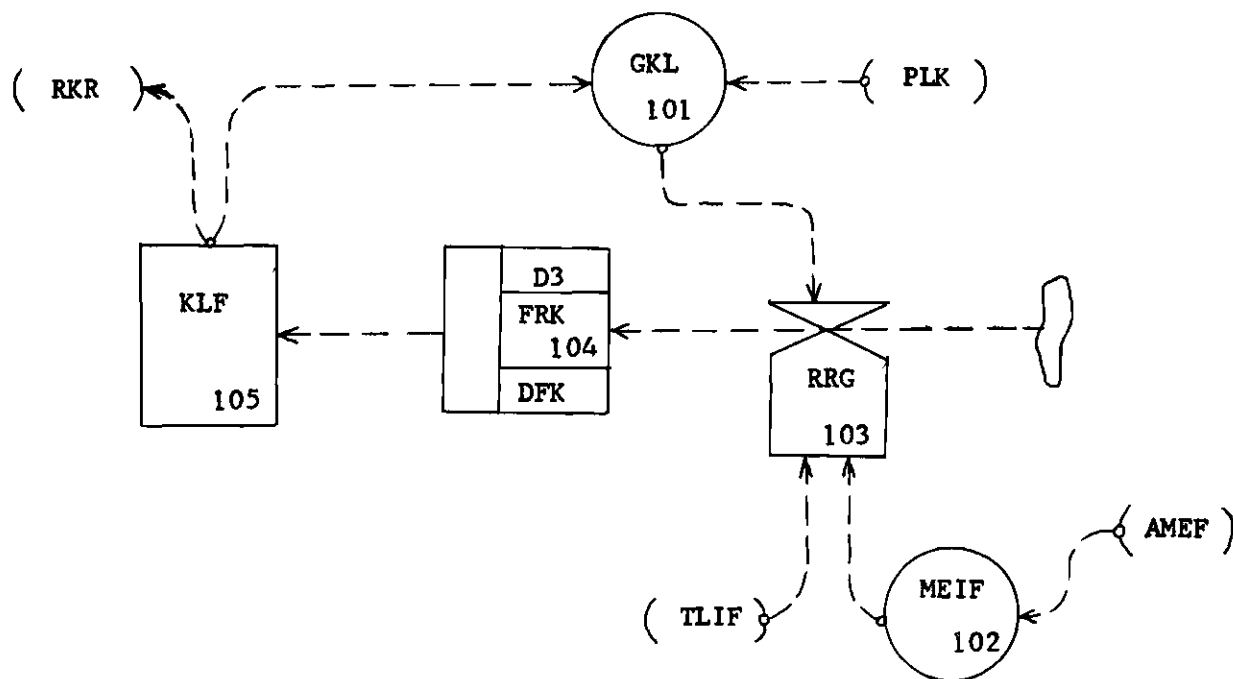 ( RKR )
GKL
101
( PLK )
KLF
105
D3
FRK
104
DFK
RRG
103
( TLIF )
MEIF
102
( AMEF )